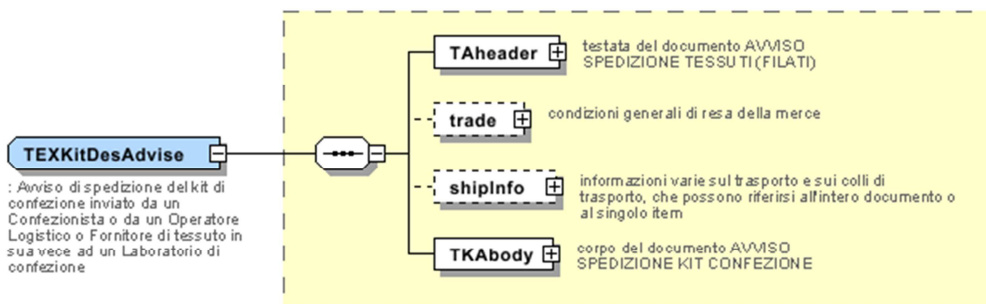 TAheader
testata del documento AVVISO
SPEDIZIONE TESSUTI (FILATI)
trade
condizioni generali di resa della merce
TEXKitDesAdvise
: Avviso di spedizione del kit di
confezione inviato da un
Confezionista o da un Operatore
Logistico o Fornitore di tessuto in
sua vece ad un Laboratorio di
confezione
shipInfo
informazioni varie sul trasporto e sui colli di
trasporto, che possono riferirsi all'intero documento o
al singolo item
TKAbody
corpo del documento AVVISO
SPEDIZIONE KIT CONFEZIONE